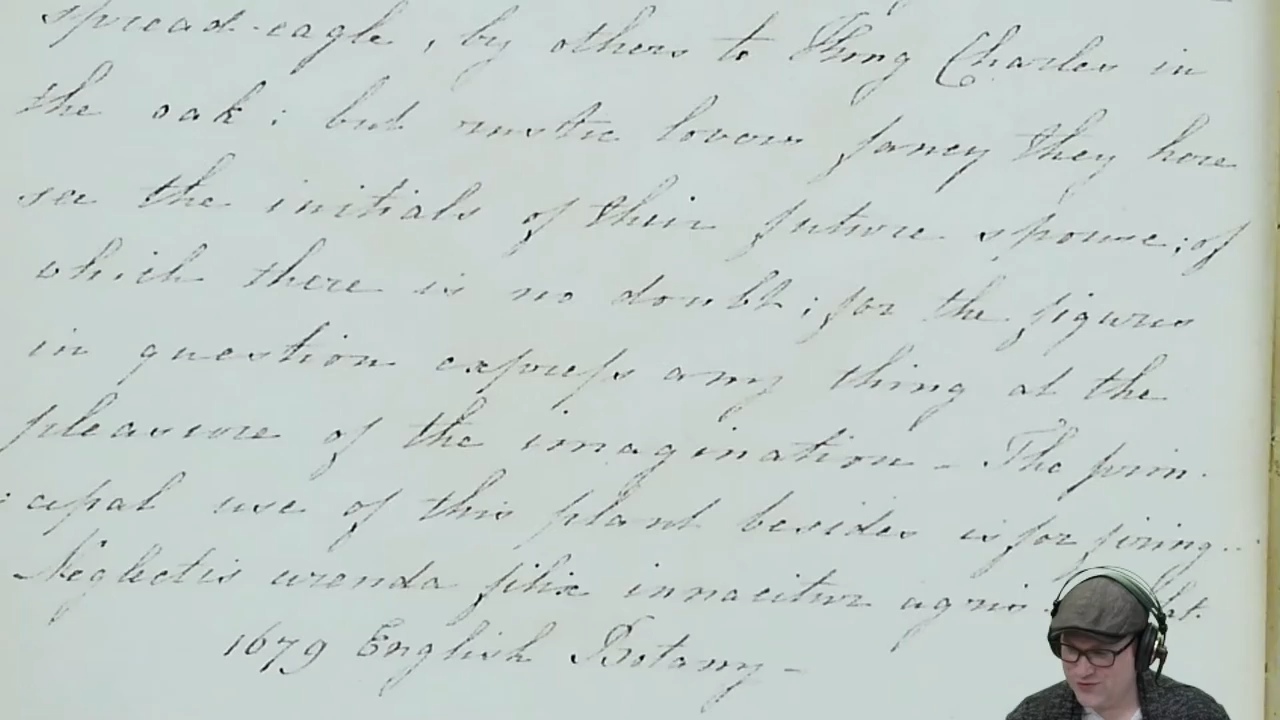 spread-eagle, by others to King Charles in
the oak; but rustic lovers fancy they here
see the initials of their future spouse; of
which there is no doubt; for the figures
in question express any thing at the
pleasure of the imagination - The prin-
:cipal use of this plant besides is for firing...
Neglectis urenda filix innascitur agris.
1679 English Botany -